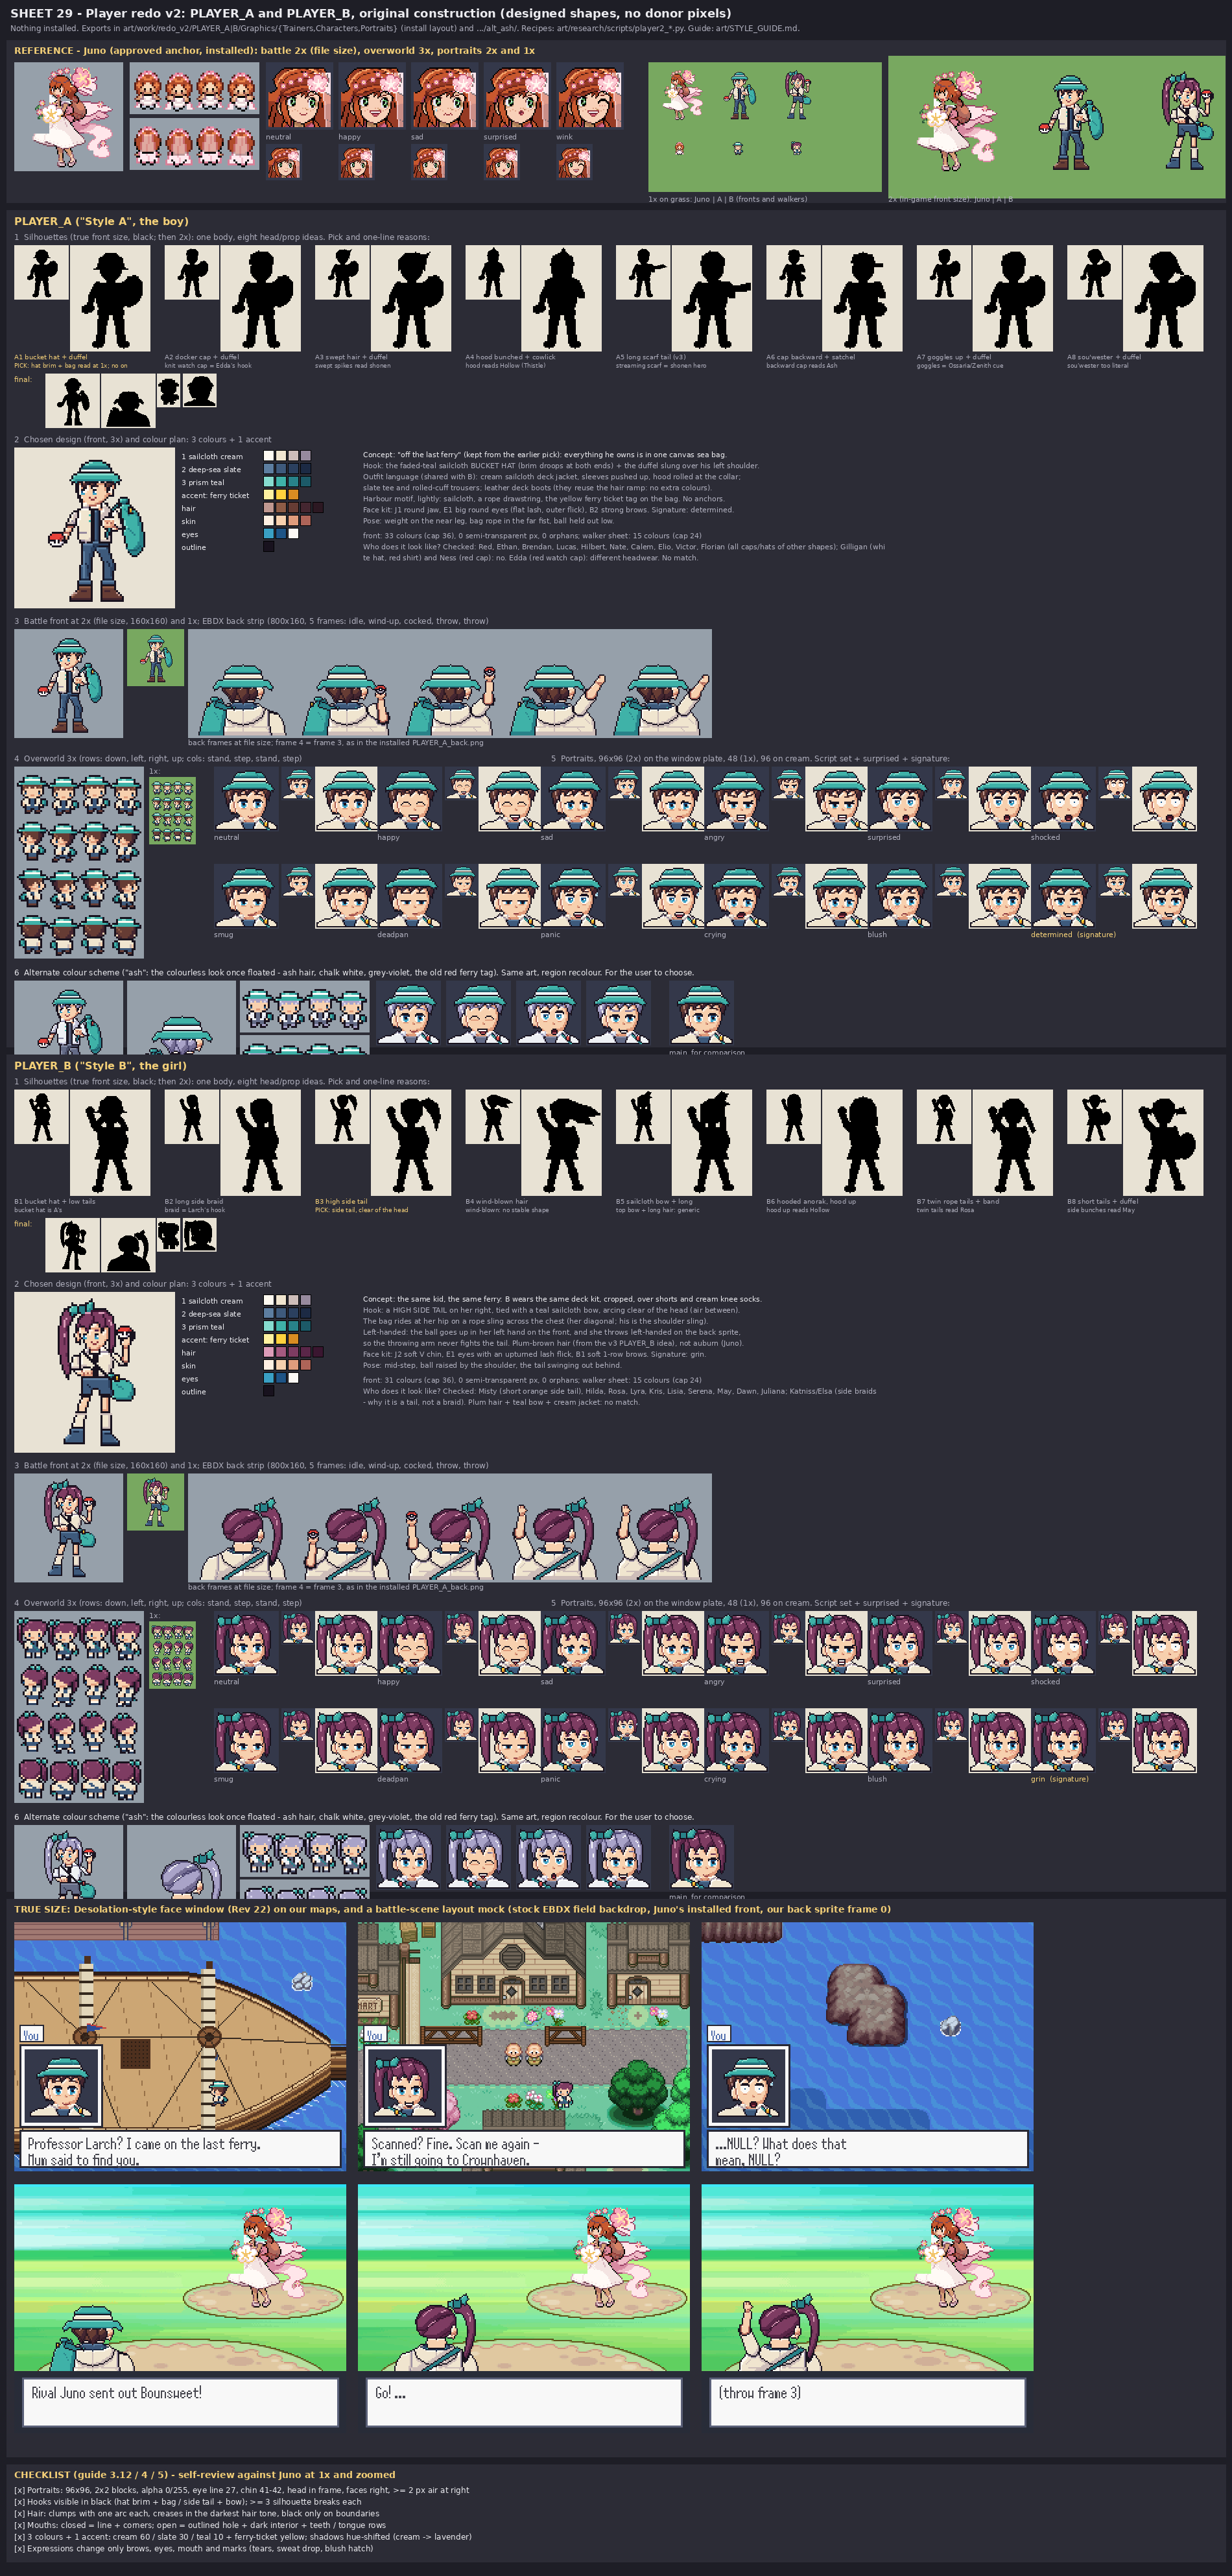 SHEET 29 - Player redo v2: PLAYER_A and PLAYER_B, original construction (designed shapes, no donor pixels)
Nothing installed. Exports in art/work/redo_v2/PLAYER_A|B/Graphics/{Trainers,Characters,Portraits} (install layout) and .../alt_ash/. Recipes: art/research/scripts/player2_*.py. Guide: art/STYLE_GUIDE.md.
REFERENCE - Juno (approved anchor, installed): battle 2x (file size), overworld 3x, portraits 2x and 1x
neutral
happy
sad
surprised
wink
1x on grass: Juno | A | B (fronts and walkers)
2x (in-game front size): Juno | A | B
PLAYER_A ("Style A", the boy)
1 Silhouettes (true front size, black; then 2x): one body, eight head/prop ideas. Pick and one-line reasons:
A1 bucket hat + duffel
PICK: hat brim + bag read at 1x; no on
A2 docker cap + duffel
knit watch cap = Edda's hook
A3 swept hair + duffel
swept spikes read shonen
A4 hood bunched + cowlick
hood reads Hollow (Thistle)
A5 long scarf tail (v3)
streaming scarf = shonen hero
A6 cap backward + satchel
backward cap reads Ash
A7 goggles up + duffel
goggles = Ossaria/Zenith cue
A8 sou'wester + duffel
sou'wester too literal
final:
2 Chosen design (front, 3x) and colour plan: 3 colours + 1 accent
1 sailcloth cream
2 deep-sea slate
3 prism teal
accent: ferry ticket
hair
skin
eyes
outline
Concept: "off the last ferry" (kept from the earlier pick): everything he owns is in one canvas sea bag.
Hook: the faded-teal sailcloth BUCKET HAT (brim droops at both ends) + the duffel slung over his left shoulder.
Outfit language (shared with B): cream sailcloth deck jacket, sleeves pushed up, hood rolled at the collar;
slate tee and rolled-cuff trousers; leather deck boots (they reuse the hair ramp: no extra colours).
Harbour motif, lightly: sailcloth, a rope drawstring, the yellow ferry ticket tag on the bag. No anchors.
Face kit: J1 round jaw, E1 big round eyes (flat lash, outer flick), B2 strong brows. Signature: determined.
Pose: weight on the near leg, bag rope in the far fist, ball held out low.
front: 33 colours (cap 36), 0 semi-transparent px, 0 orphans; walker sheet: 15 colours (cap 24)
Who does it look like? Checked: Red, Ethan, Brendan, Lucas, Hilbert, Nate, Calem, Elio, Victor, Florian (all caps/hats of other shapes); Gilligan (whi
te hat, red shirt) and Ness (red cap): no. Edda (red watch cap): different headwear. No match.
3 Battle front at 2x (file size, 160x160) and 1x; EBDX back strip (800x160, 5 frames: idle, wind-up, cocked, throw, throw)
back frames at file size; frame 4 = frame 3, as in the installed PLAYER_A_back.png
4 Overworld 3x (rows: down, left, right, up; cols: stand, step, stand, step)
1x:
5 Portraits, 96x96 (2x) on the window plate, 48 (1x), 96 on cream. Script set + surprised + signature:
neutral
happy
sad
angry
surprised
shocked
smug
deadpan
panic
crying
blush
determined (signature)
6 Alternate colour scheme ("ash": the colourless look once floated - ash hair, chalk white, grey-violet, the old red ferry tag). Same art, region recolour. For the user to choose.
main, for comparison
PLAYER_B ("Style B", the girl)
1 Silhouettes (true front size, black; then 2x): one body, eight head/prop ideas. Pick and one-line reasons:
B1 bucket hat + low tails
bucket hat is A's
B2 long side braid
braid = Larch's hook
B3 high side tail
PICK: side tail, clear of the head
B4 wind-blown hair
wind-blown: no stable shape
B5 sailcloth bow + long
top bow + long hair: generic
B6 hooded anorak, hood up
hood up reads Hollow
B7 twin rope tails + band
twin tails read Rosa
B8 short tails + duffel
side bunches read May
final:
2 Chosen design (front, 3x) and colour plan: 3 colours + 1 accent
1 sailcloth cream
2 deep-sea slate
3 prism teal
accent: ferry ticket
hair
skin
eyes
outline
Concept: the same kid, the same ferry: B wears the same deck kit, cropped, over shorts and cream knee socks.
Hook: a HIGH SIDE TAIL on her right, tied with a teal sailcloth bow, arcing clear of the head (air between).
The bag rides at her hip on a rope sling across the chest (her diagonal; his is the shoulder sling).
Left-handed: the ball goes up in her left hand on the front, and she throws left-handed on the back sprite,
so the throwing arm never fights the tail. Plum-brown hair (from the v3 PLAYER_B idea), not auburn (Juno).
Face kit: J2 soft V chin, E1 eyes with an upturned lash flick, B1 soft 1-row brows. Signature: grin.
Pose: mid-step, ball raised by the shoulder, the tail swinging out behind.
front: 31 colours (cap 36), 0 semi-transparent px, 0 orphans; walker sheet: 15 colours (cap 24)
Who does it look like? Checked: Misty (short orange side tail), Hilda, Rosa, Lyra, Kris, Lisia, Serena, May, Dawn, Juliana; Katniss/Elsa (side braids
- why it is a tail, not a braid). Plum hair + teal bow + cream jacket: no match.
3 Battle front at 2x (file size, 160x160) and 1x; EBDX back strip (800x160, 5 frames: idle, wind-up, cocked, throw, throw)
back frames at file size; frame 4 = frame 3, as in the installed PLAYER_A_back.png
4 Overworld 3x (rows: down, left, right, up; cols: stand, step, stand, step)
1x:
5 Portraits, 96x96 (2x) on the window plate, 48 (1x), 96 on cream. Script set + surprised + signature:
neutral
happy
sad
angry
surprised
shocked
smug
deadpan
panic
crying
blush
grin (signature)
6 Alternate colour scheme ("ash": the colourless look once floated - ash hair, chalk white, grey-violet, the old red ferry tag). Same art, region recolour. For the user to choose.
main, for comparison
TRUE SIZE: Desolation-style face window (Rev 22) on our maps, and a battle-scene layout mock (stock EBDX field backdrop, Juno's installed front, our back sprite frame 0)
MART
You
Professor Larch? I came on the last ferry.
Mum said to find you.
You
Scanned? Fine. Scan me again -
I'm still going to Crownhaven.
You
...NULL? What does that
mean, NULL?
Rival Juno sent out Bounsweet!
Go! ...
(throw frame 3)
CHECKLIST (guide 3.12 / 4 / 5) - self-review against Juno at 1x and zoomed
[x] Portraits: 96x96, 2x2 blocks, alpha 0/255, eye line 27, chin 41-42, head in frame, faces right, >= 2 px air at right
[x] Hooks visible in black (hat brim + bag / side tail + bow); >= 3 silhouette breaks each
[x] Hair: clumps with one arc each, creases in the darkest hair tone, black only on boundaries
[x] Mouths: closed = line + corners; open = outlined hole + dark interior + teeth / tongue rows
[x] 3 colours + 1 accent: cream 60 / slate 30 / teal 10 + ferry-ticket yellow; shadows hue-shifted (cream -> lavender)
[x] Expressions change only brows, eyes, mouth and marks (tears, sweat drop, blush hatch)